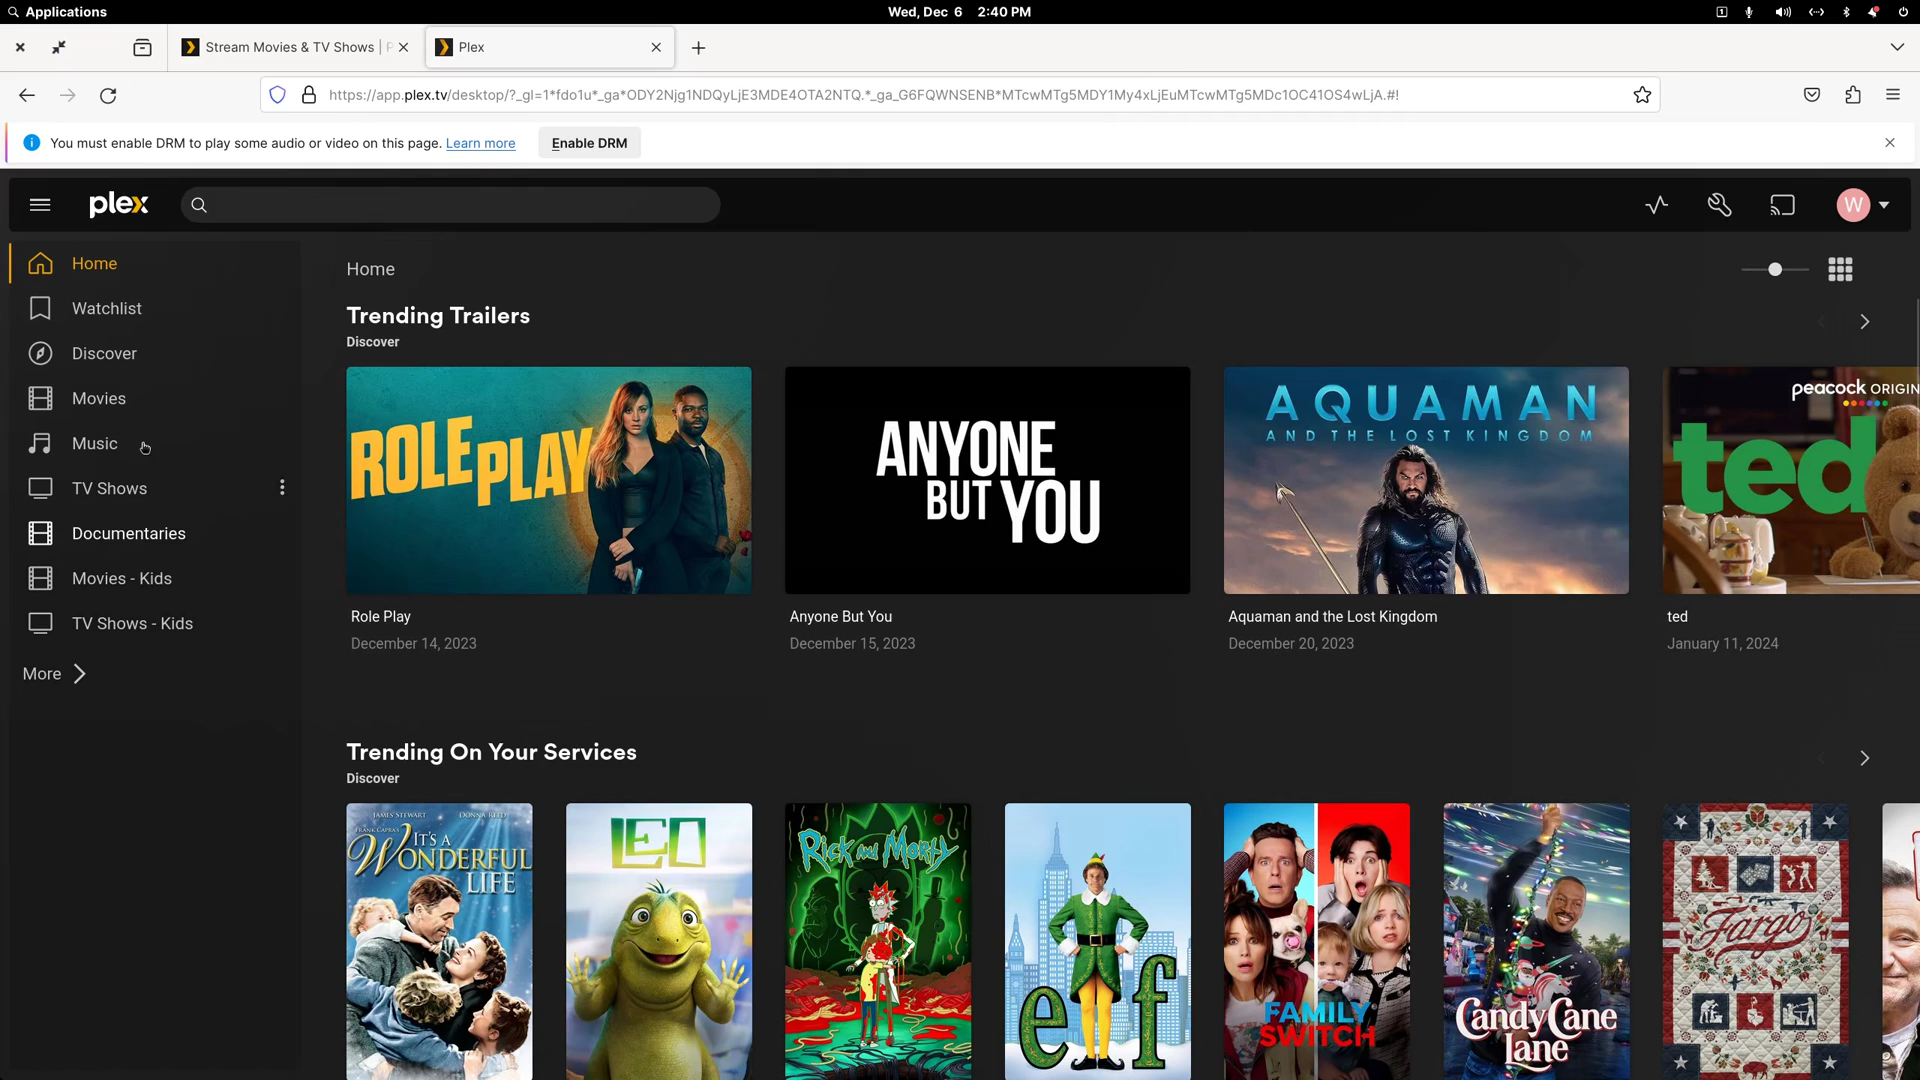 Applications
Wed, Dec 6 2:40 PM
Stream Movies & TV Shows | P
Plex
https://app.plex.tv/desktop/?_gl=1*fdo1u*_ga*ODY2Njg1NDQyLjE3MDE4OTA2NTQ.*_ga_G6FQWNSENB*MTcwMTg5MDY1My4xLjEuMTcwMTg5MDc1OC41OS4wLjA.#!
You must enable DRM to play some audio or video on this page. Learn more
Enable DRM
plex
W
Home
Watchlist
Discover
Movies
Music
TV Shows
Documentaries
Movies - Kids
TV Shows - Kids
More
Home
Trending Trailers
Discover
ROLE PLAY
ANYONE
BUT YOU
AQUAMAN
AND THE LOST KINGDOM
peacock ORIGIN
ted
Role Play
December 14, 2023
Anyone But You
December 15, 2023
Aquaman and the Lost Kingdom
December 20, 2023
ted
January 11, 2024
Trending On Your Services
Discover
JAMES STEWART DONNA REED
FRANK CAPRA'S
IT'S A
WONDERFUL
LIFE
LEO
Rick and Morty
elf
FAMILY
SWITCH
Candy Cane
Lane
Fargo